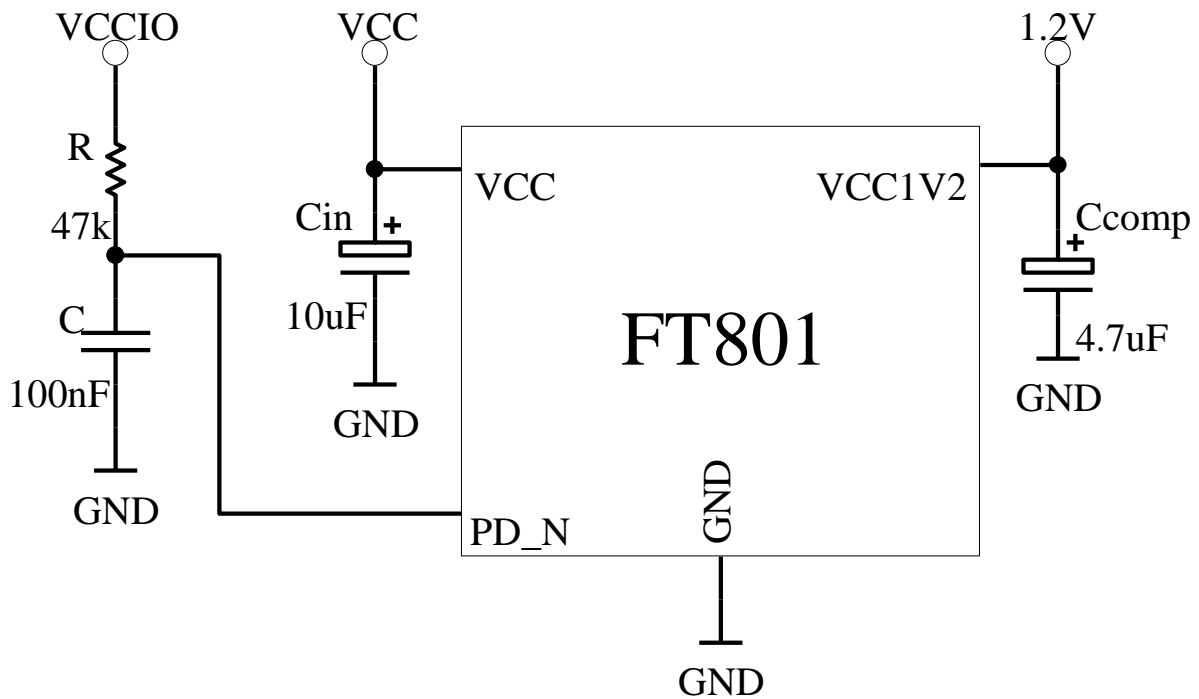 VCCIO
VCC
1.2V
R
47k
C
100nF
GND
Cin
+
10uF
GND
VCC
VCC1V2
FT801
PD_N
GND
GND
+
Ccomp
4.7uF
GND